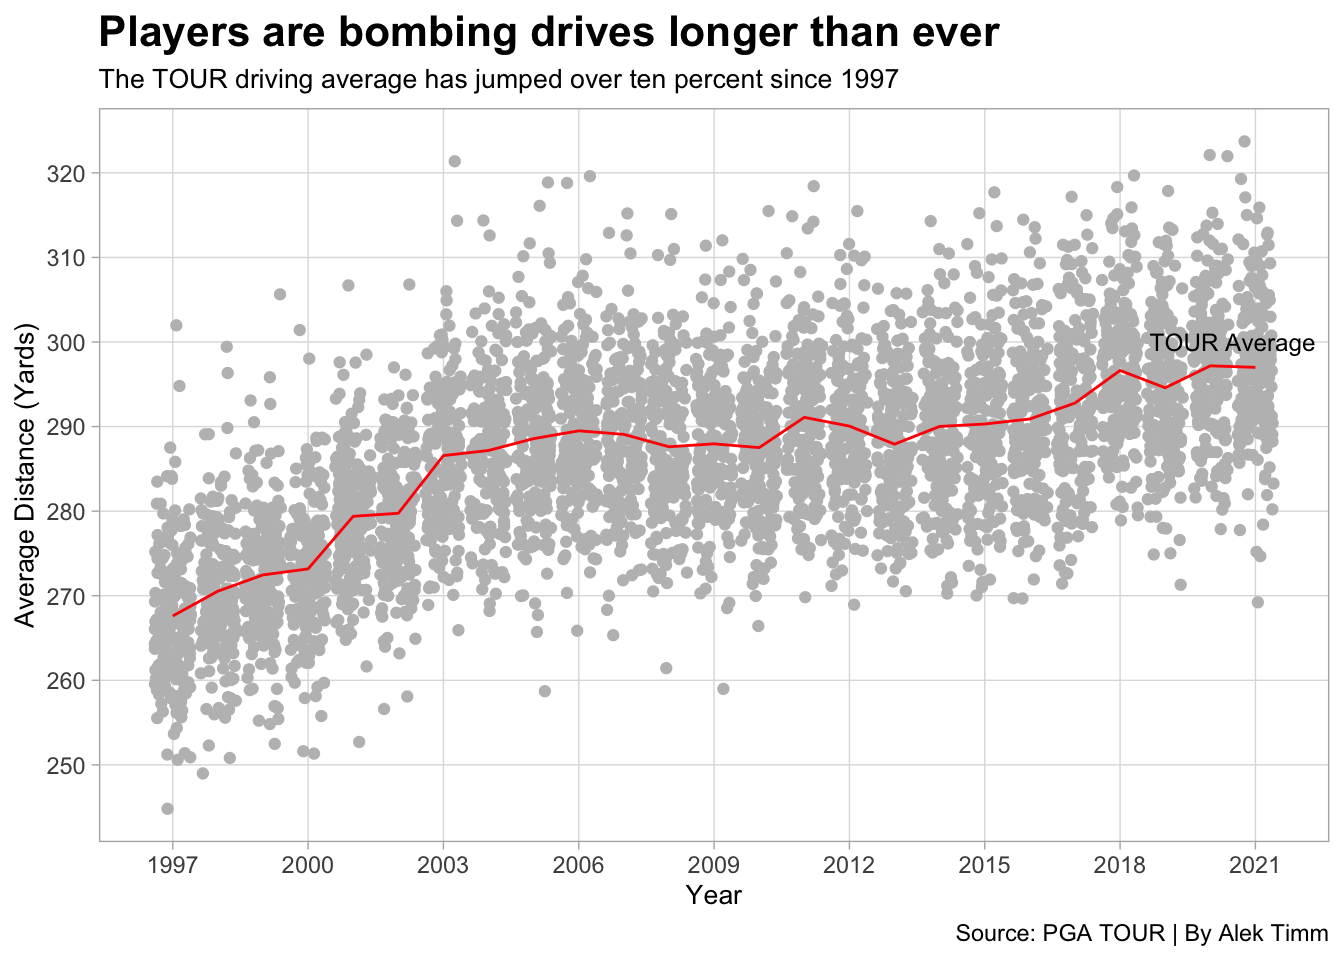 Players are bombing drives longer than ever
The TOUR driving average has jumped over ten percent since 1997
Average Distance (Yards)
320
310
300
290
280
270
260
250
TOUR Average
1997 2000 2003 2006 2009 2012 2015 2018 2021
Year
Source: PGA TOUR | By Alek Timm